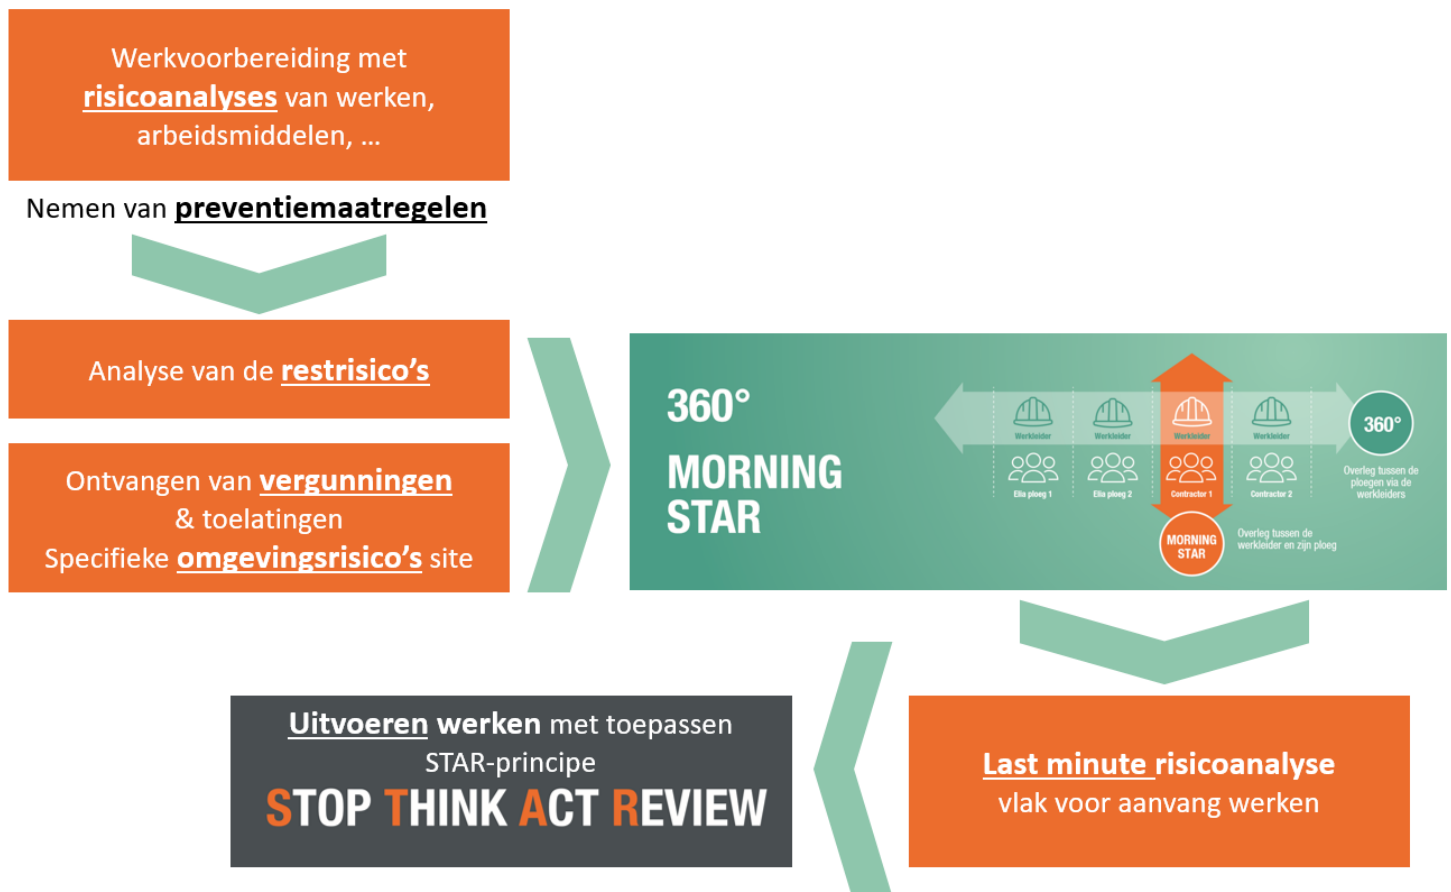 Werkvoorbereiding met
risicoanalyses van werken,
arbeidsmiddelen, …
Nemen van preventiemaatregelen
Analyse van de restrisico’s
Ontvangen van vergunningen
& toelatingen
Specifieke omgevingsrisico’s site
360°
MORNING
STAR
Werkleider Werkleider Werkleider Werkleider
Elia ploeg 1 Elia ploeg 2 Contractor 1 Contractor 2
360°
Overleg tussen de
ploegen via de
werkleiders
MORNING
STAR
Overleg tussen de
werkleider en zijn ploeg
Last minute risicoanalyse
vlak voor aanvang werken
Uitvoeren werken met toepassen
STAR-principe
STOP THINK ACT REVIEW